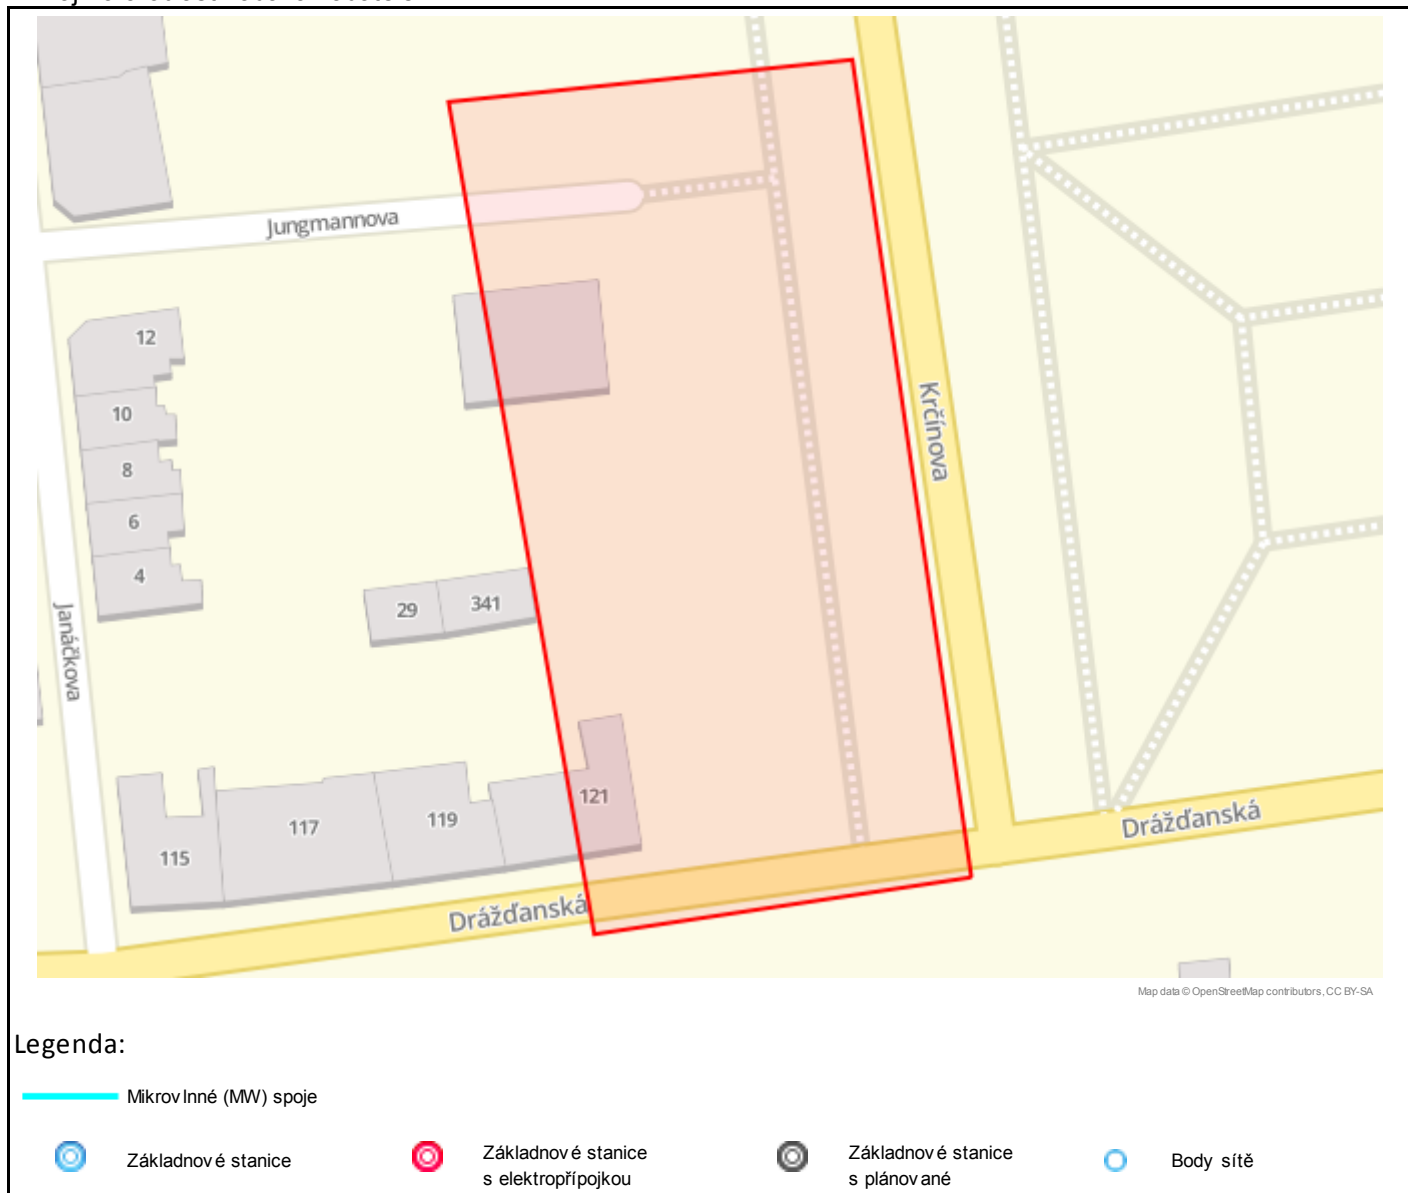 Jungmannova
12
10
8
6
4
Krčínova
29
341
Janáčkova
121
119
117
115
Drážďanská
Drážďanská
Map data © OpenStreetMap contributors, CC BY-SA
Legenda:
Mikrovlnné (MW) spoje
Základnové stanice
Základnové stanice
s elektropřípojkou
Základnové stanice
s plánované
Body sítě